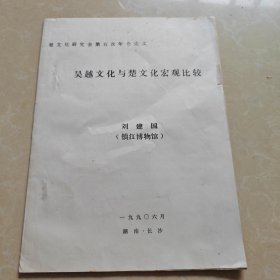 楚文化研究会第五次年会论文
吴越文化与楚文化宏观比较
刘建国
（镇江博物馆）
一九九〇六月
湖南·长沙